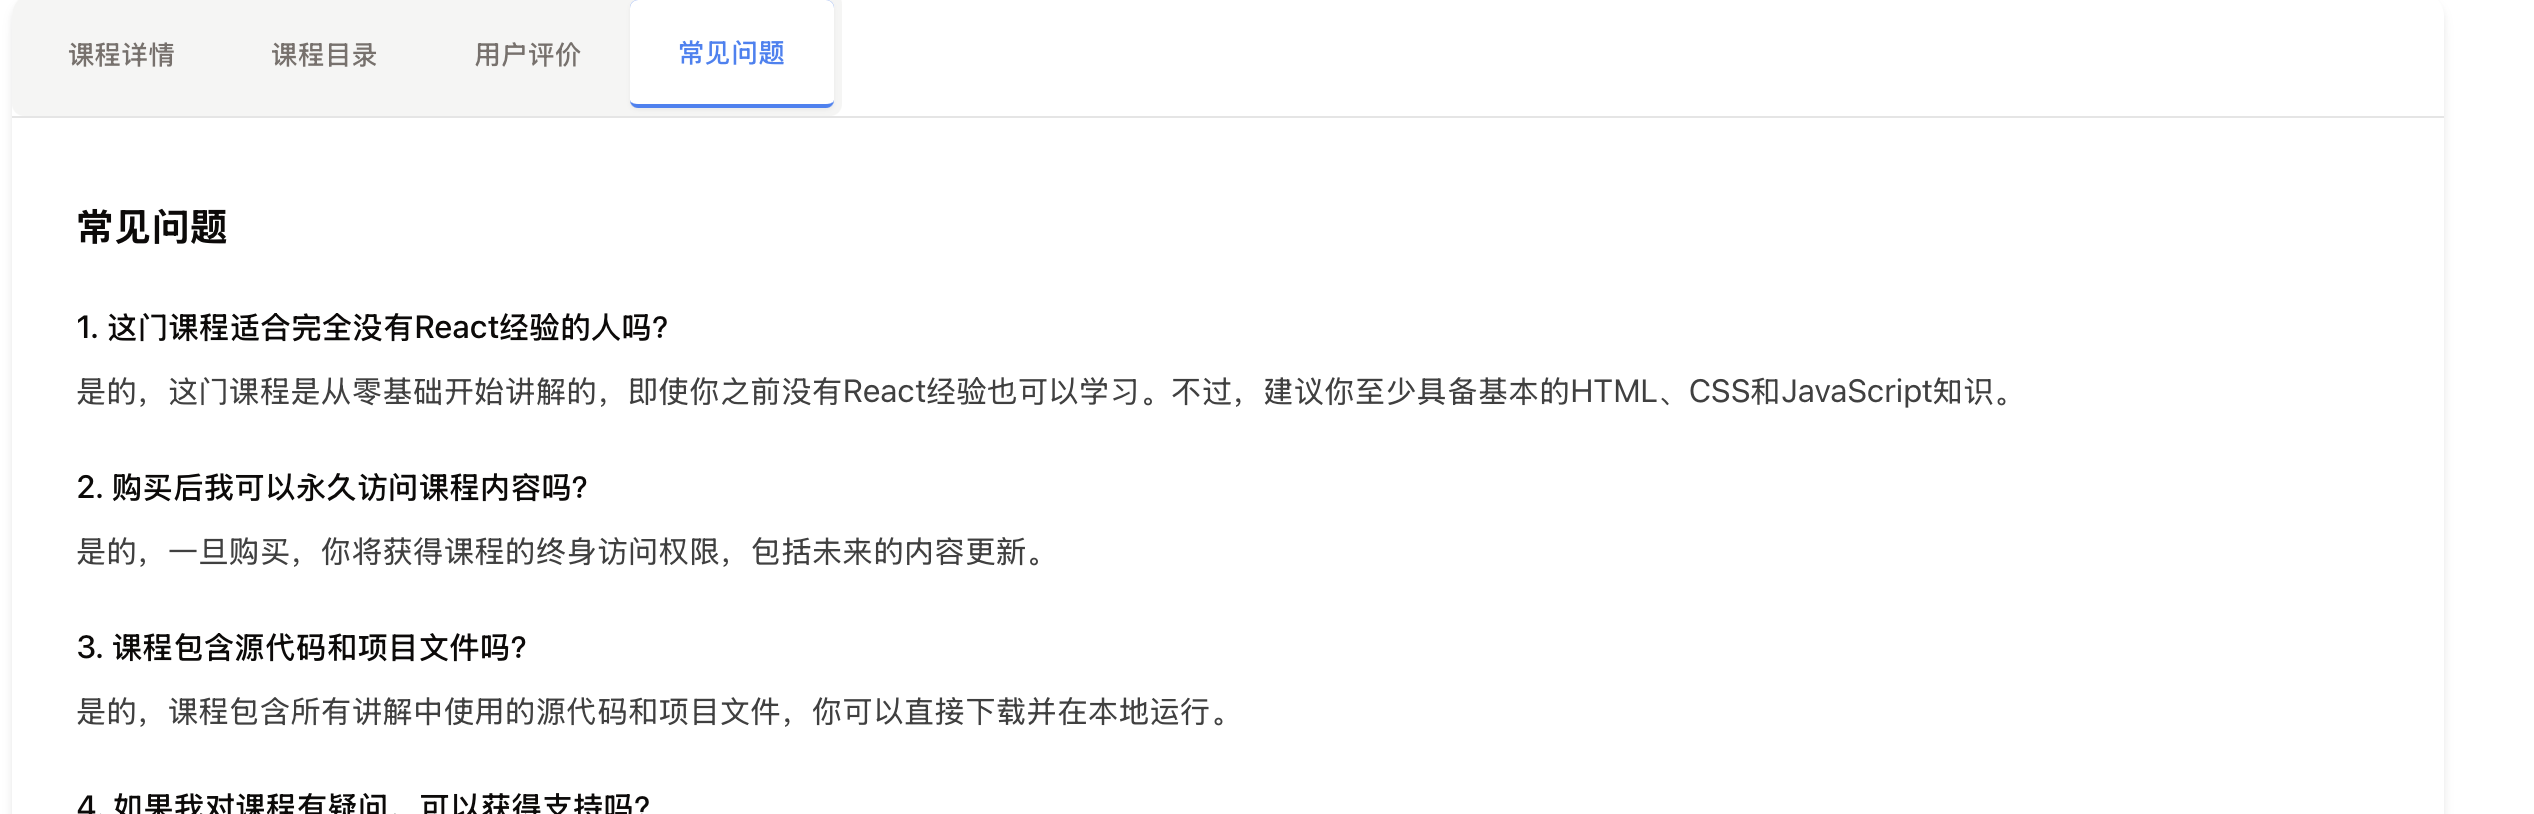 课程详情
课程目录
用户评价
常见问题
常见问题
1. 这门课程适合完全没有React经验的人吗?
是的，这门课程是从零基础开始讲解的，即使你之前没有React经验也可以学习。不过，建议你至少具备基本的HTML、CSS和JavaScript知识。
2. 购买后我可以永久访问课程内容吗?
是的，一旦购买，你将获得课程的终身访问权限，包括未来的内容更新。
3. 课程包含源代码和项目文件吗?
是的，课程包含所有讲解中使用的源代码和项目文件，你可以直接下载并在本地运行。
4. 如果我对课程有疑问，可以获得支持吗?